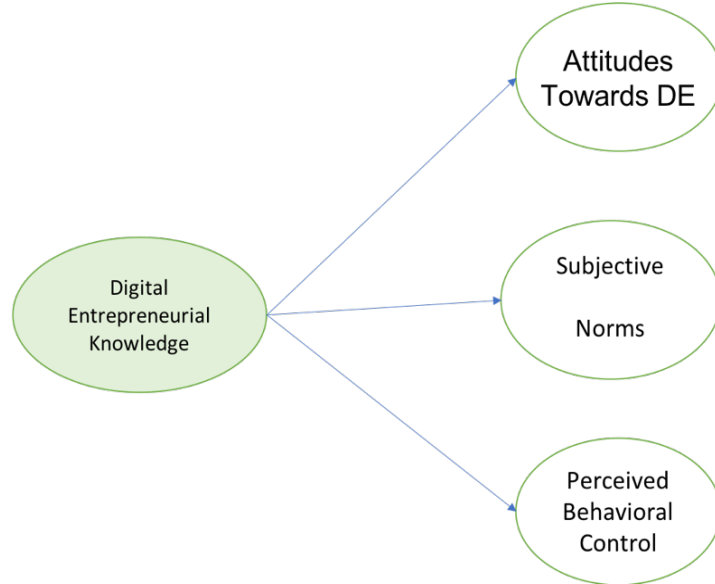 Attitudes
Towards DE
Digital
Entrepreneurial
Knowledge
Subjective
Norms
Perceived
Behavioral
Control